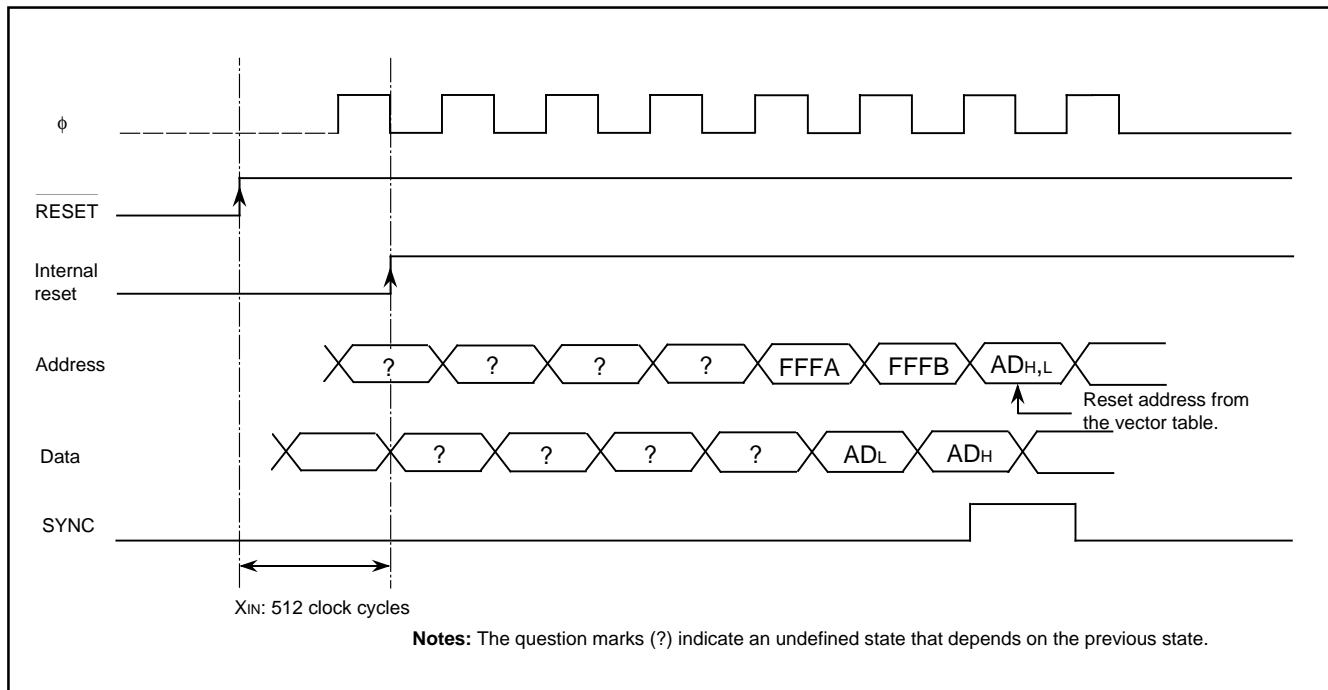 ϕ
RESET
Internal
reset
Address
? ? ? ? FFFA FFFB ADH,L
Reset address from
the vector table.
Data
? ? ? ? ADL ADH
SYNC
XIN: 512 clock cycles
Notes: The question marks (?) indicate an undefined state that depends on the previous state.